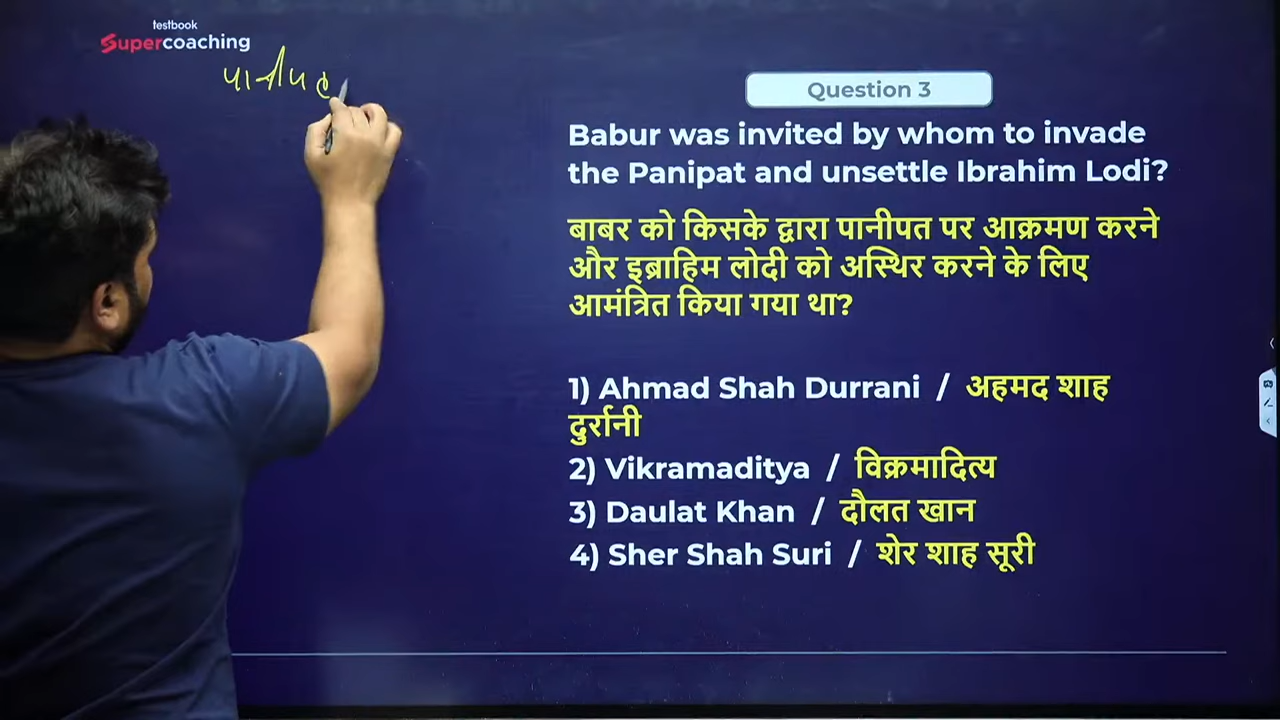 testbook
Supercoaching
पानीपत
Question 3
Babur was invited by whom to invade
the Panipat and unsettle Ibrahim Lodi?
बाबर को किसके द्वारा पानीपत पर आक्रमण करने
और इब्राहिम लोदी को अस्थिर करने के लिए
आमंत्रित किया गया था?
1) Ahmad Shah Durrani / अहमद शाह
दुर्रानी
2) Vikramaditya / विक्रमादित्य
3) Daulat Khan / दौलत खान
4) Sher Shah Suri / शेर शाह सूरी